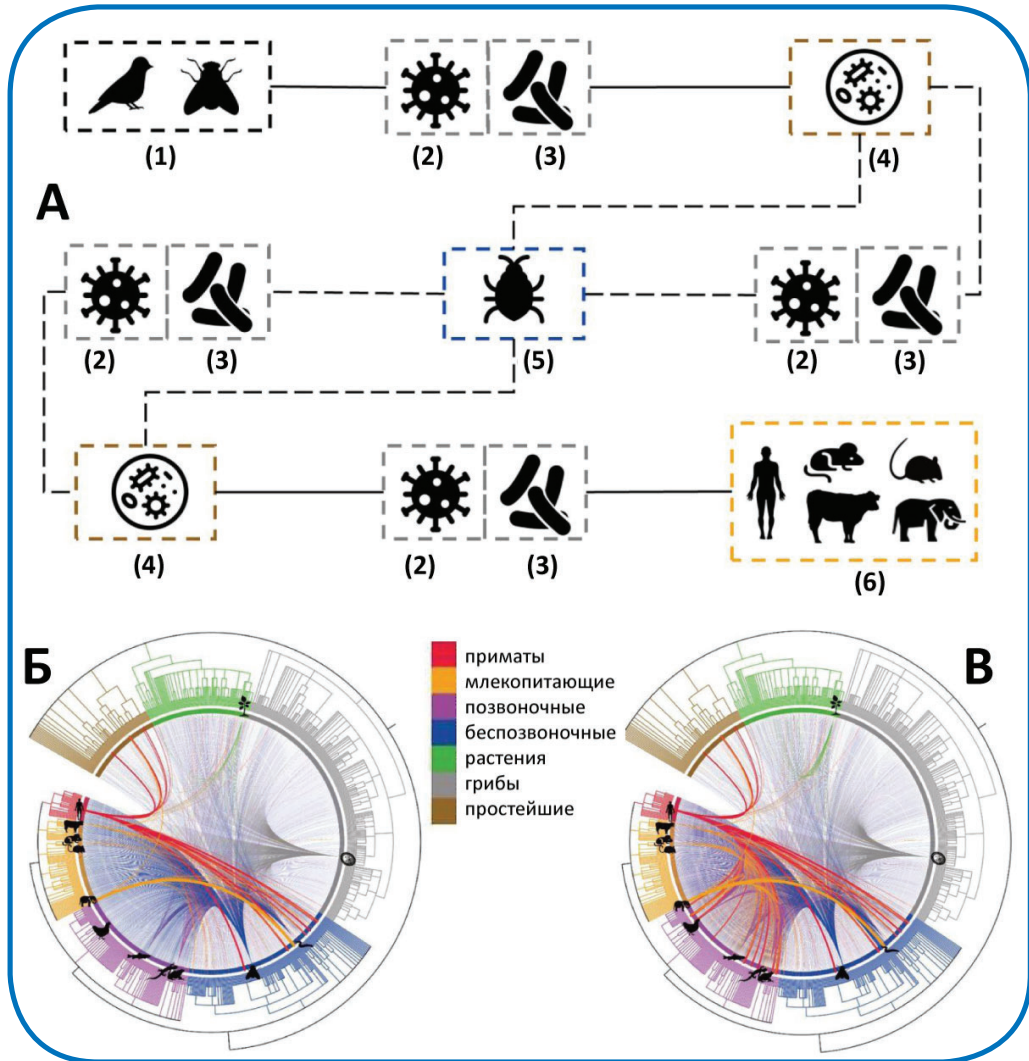 (1)
(2)
(3)
(4)
А
(2)
(3)
(5)
(2)
(3)
(4)
(2)
(3)
(6)
Б
В
приматы
млекопитающие
позвоночные
беспозвоночные
растения
грибы
простейшие